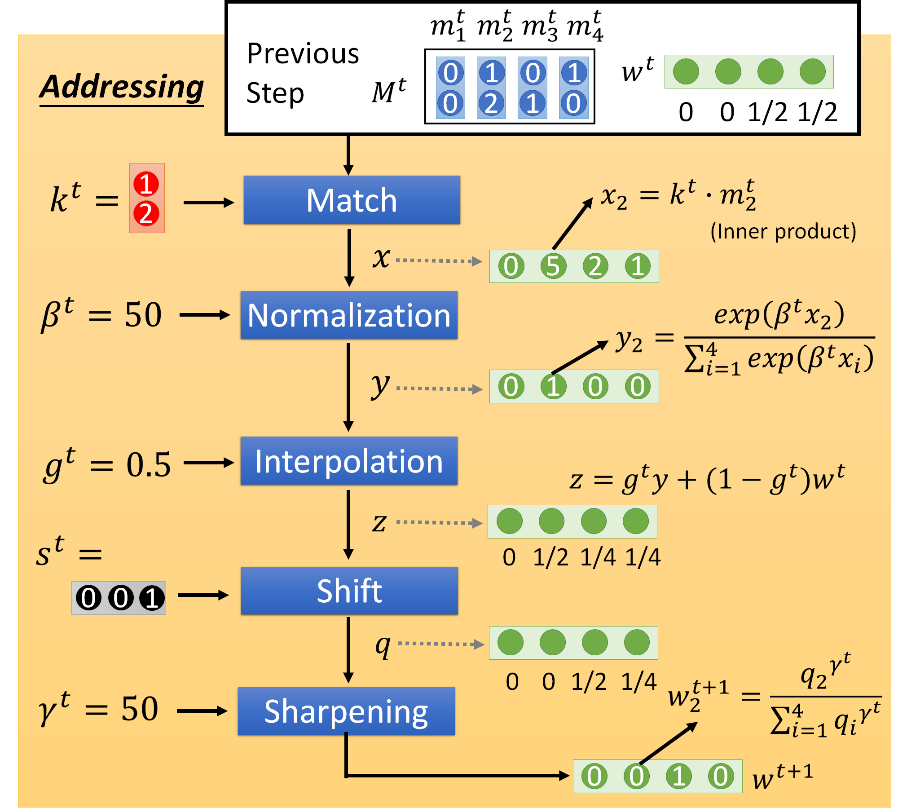 Addressing
Previous
Step
m₁ᵗ m₂ᵗ m₃ᵗ m₄ᵗ
Mᵗ
0 1 0 1
0 2 1 0
wᵗ
0 0 1/2 1/2
kᵗ =
1
2
Match
x₂ = kᵗ · m₂ᵗ
(Inner product)
x
0 5 2 1
βᵗ = 50
Normalization
y₂ = exp(βᵗx₂) / ∑ᵢ₌₁⁴ exp(βᵗxᵢ)
y
0 1 0 0
gᵗ = 0.5
Interpolation
z = gᵗy + (1 − gᵗ)wᵗ
z
0 1/2 1/4 1/4
sᵗ =
0 0 1
Shift
q
0 0 1/2 1/4
γᵗ = 50
Sharpening
w₂ᵗ⁺¹ = q₂^γᵗ / ∑ᵢ₌₁⁴ qᵢ^γᵗ
0 0 1 0
wᵗ⁺¹